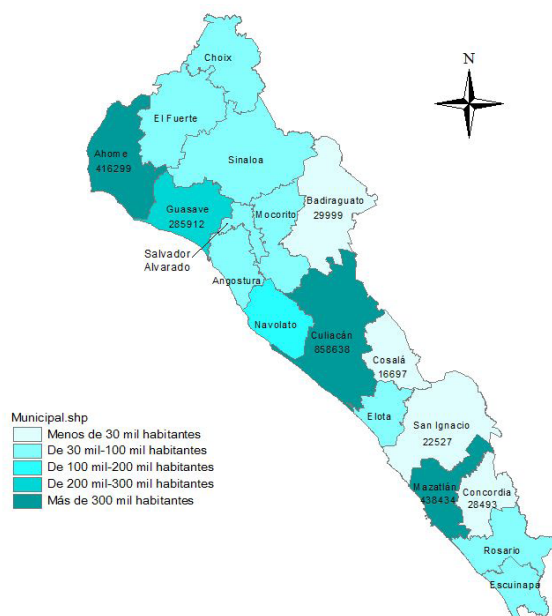 N
Choix
El Fuerte
Ahome
416299
Sinaloa
Badiraguato
29999
Guasave
285912
Mocorito
Salvador
Alvarado
Angostura
Navolato
Culiacán
858638
Cosalá
16697
Elota
San Ignacio
22527
Mazatlán
438434
Concordia
28493
Rosario
Escuinapa
Municipal.shp
Menos de 30 mil habitantes
De 30 mil-100 mil habitantes
De 100 mil-200 mil habitantes
De 200 mil-300 mil habitantes
Más de 300 mil habitantes